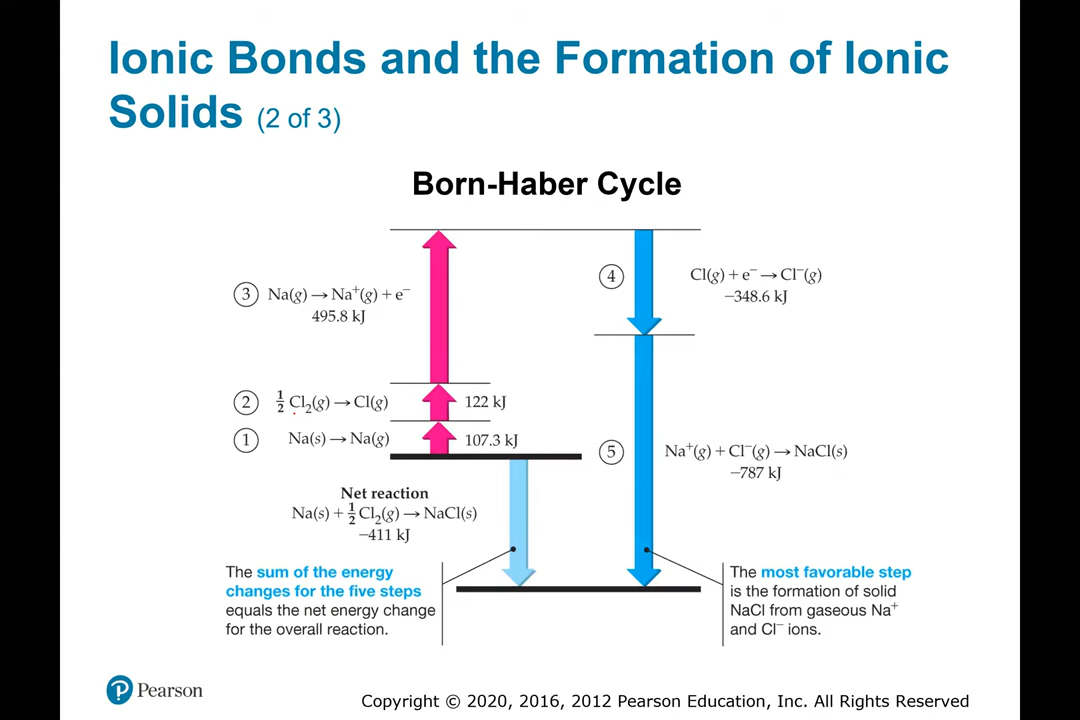 Ionic Bonds and the Formation of Ionic
Solids (2 of 3)
Born-Haber Cycle
③ Na(g) → Na⁺(g) + e⁻
495.8 kJ
④ Cl(g) + e⁻ → Cl⁻(g)
−348.6 kJ
② ½ Cl₂(g) → Cl(g) 122 kJ
① Na(s) → Na(g) 107.3 kJ
⑤ Na⁺(g) + Cl⁻(g) → NaCl(s)
−787 kJ
Net reaction
Na(s) + ½ Cl₂(g) → NaCl(s)
−411 kJ
The sum of the energy
changes for the five steps
equals the net energy change
for the overall reaction.
The most favorable step
is the formation of solid
NaCl from gaseous Na⁺
and Cl⁻ ions.
P Pearson
Copyright © 2020, 2016, 2012 Pearson Education, Inc. All Rights Reserved